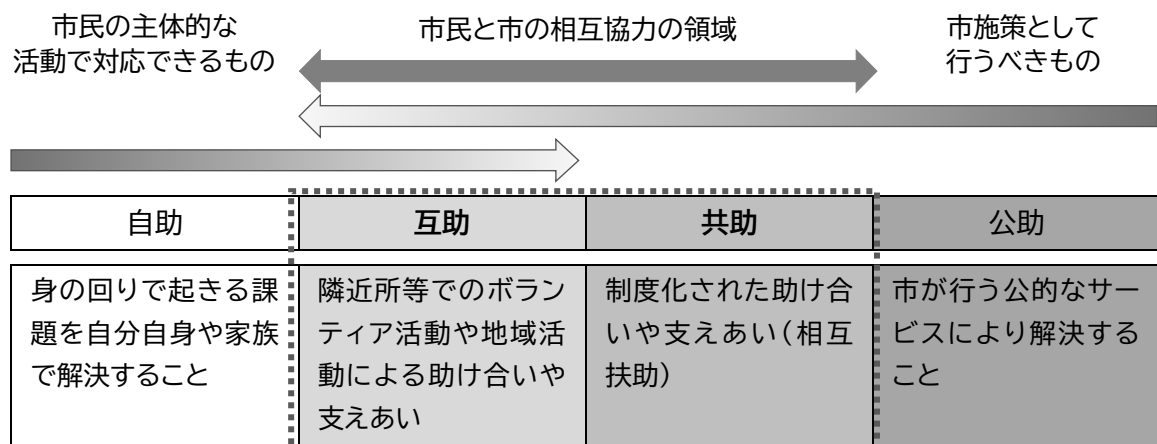 市民の主体的な
活動で対応できるもの
市民と市の相互協力の領域
市施策として
行うべきもの
自助
互助
共助
公助
身の回りで起きる課
題を自分自身や家族
で解決すること
隣近所等でのボラン
ティア活動や地域活
動による助け合いや
支えあい
制度化された助け合
いや支えあい（相互
扶助）
市が行う公的なサー
ビスにより解決する
こと